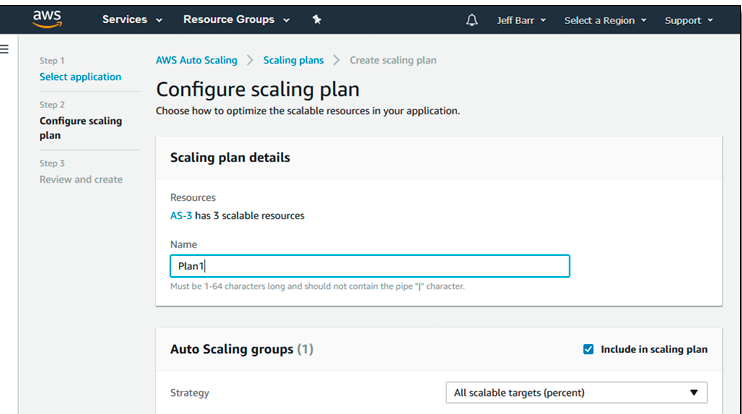 aws Services Resource Groups Jeff Barr Select a Region Support
Step 1
Select application
Step 2
Configure scaling
plan
Step 3
Review and create
AWS Auto Scaling > Scaling plans > Create scaling plan
Configure scaling plan
Choose how to optimize the scalable resources in your application.
Scaling plan details
Resources
AS-3 has 3 scalable resources
Name
Plan1
Must be 1-64 characters long and should not contain the pipe "|" character.
Auto Scaling groups (1) Include in scaling plan
Strategy All scalable targets (percent)